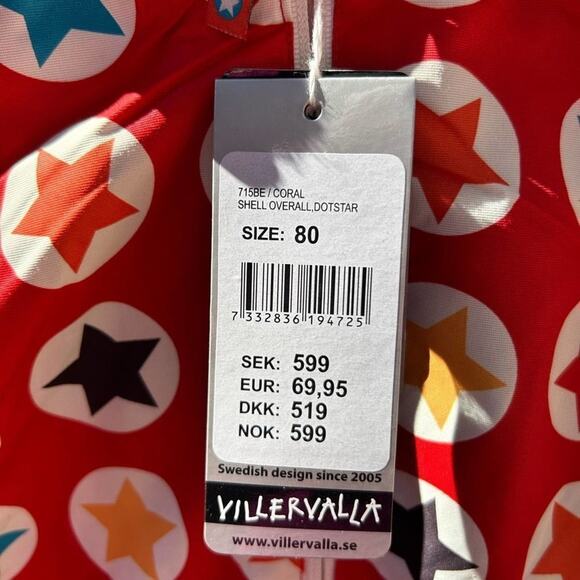 715BE / CORAL
SHELL OVERALL,DOTSTAR
SIZE: 80
7 332836 194725
SEK: 599
EUR: 69,95
DKK: 519
NOK: 599
Swedish design since 2005
VILLERVALLA
www.villervalla.se